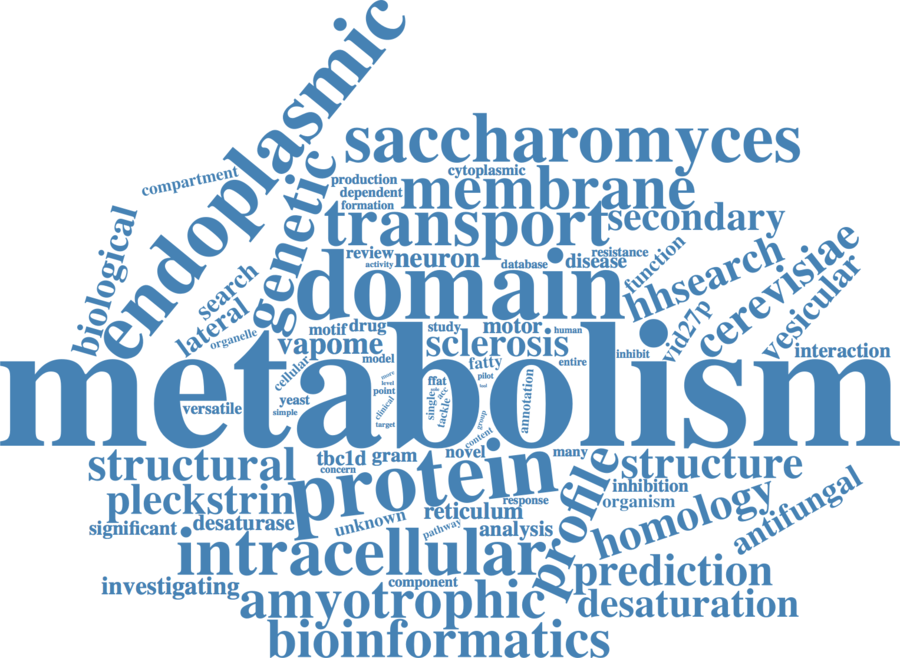 endoplasmic
saccharomyces
cytoplasmic
compartment
production
membrane
dependent
genetic
formation
transport
secondary
biological
review
neuron
resistance
activity
database
disease
function
search
domain
hhsearch
cerevisiae
lateral
organelle
motif
drug
study
motor
human
vid27p
vesicular
vapome
sclerosis
inhibit
interaction
cellular
model
fatty
entire
metabolism
more
level
point
ffat
pilot
annotation
versatile
yeast
simple
clinical
single
acc
tackle
target
group
content
structural
tbc1d
gram
novel
many
structure
concern
protein
profile
inhibition
pleckstrin
response
organism
homology
antifungal
significant
desaturase
unknown
reticulum
pathway
analysis
intracellular
prediction
investigating
component
amyotrophic
desaturation
bioinformatics